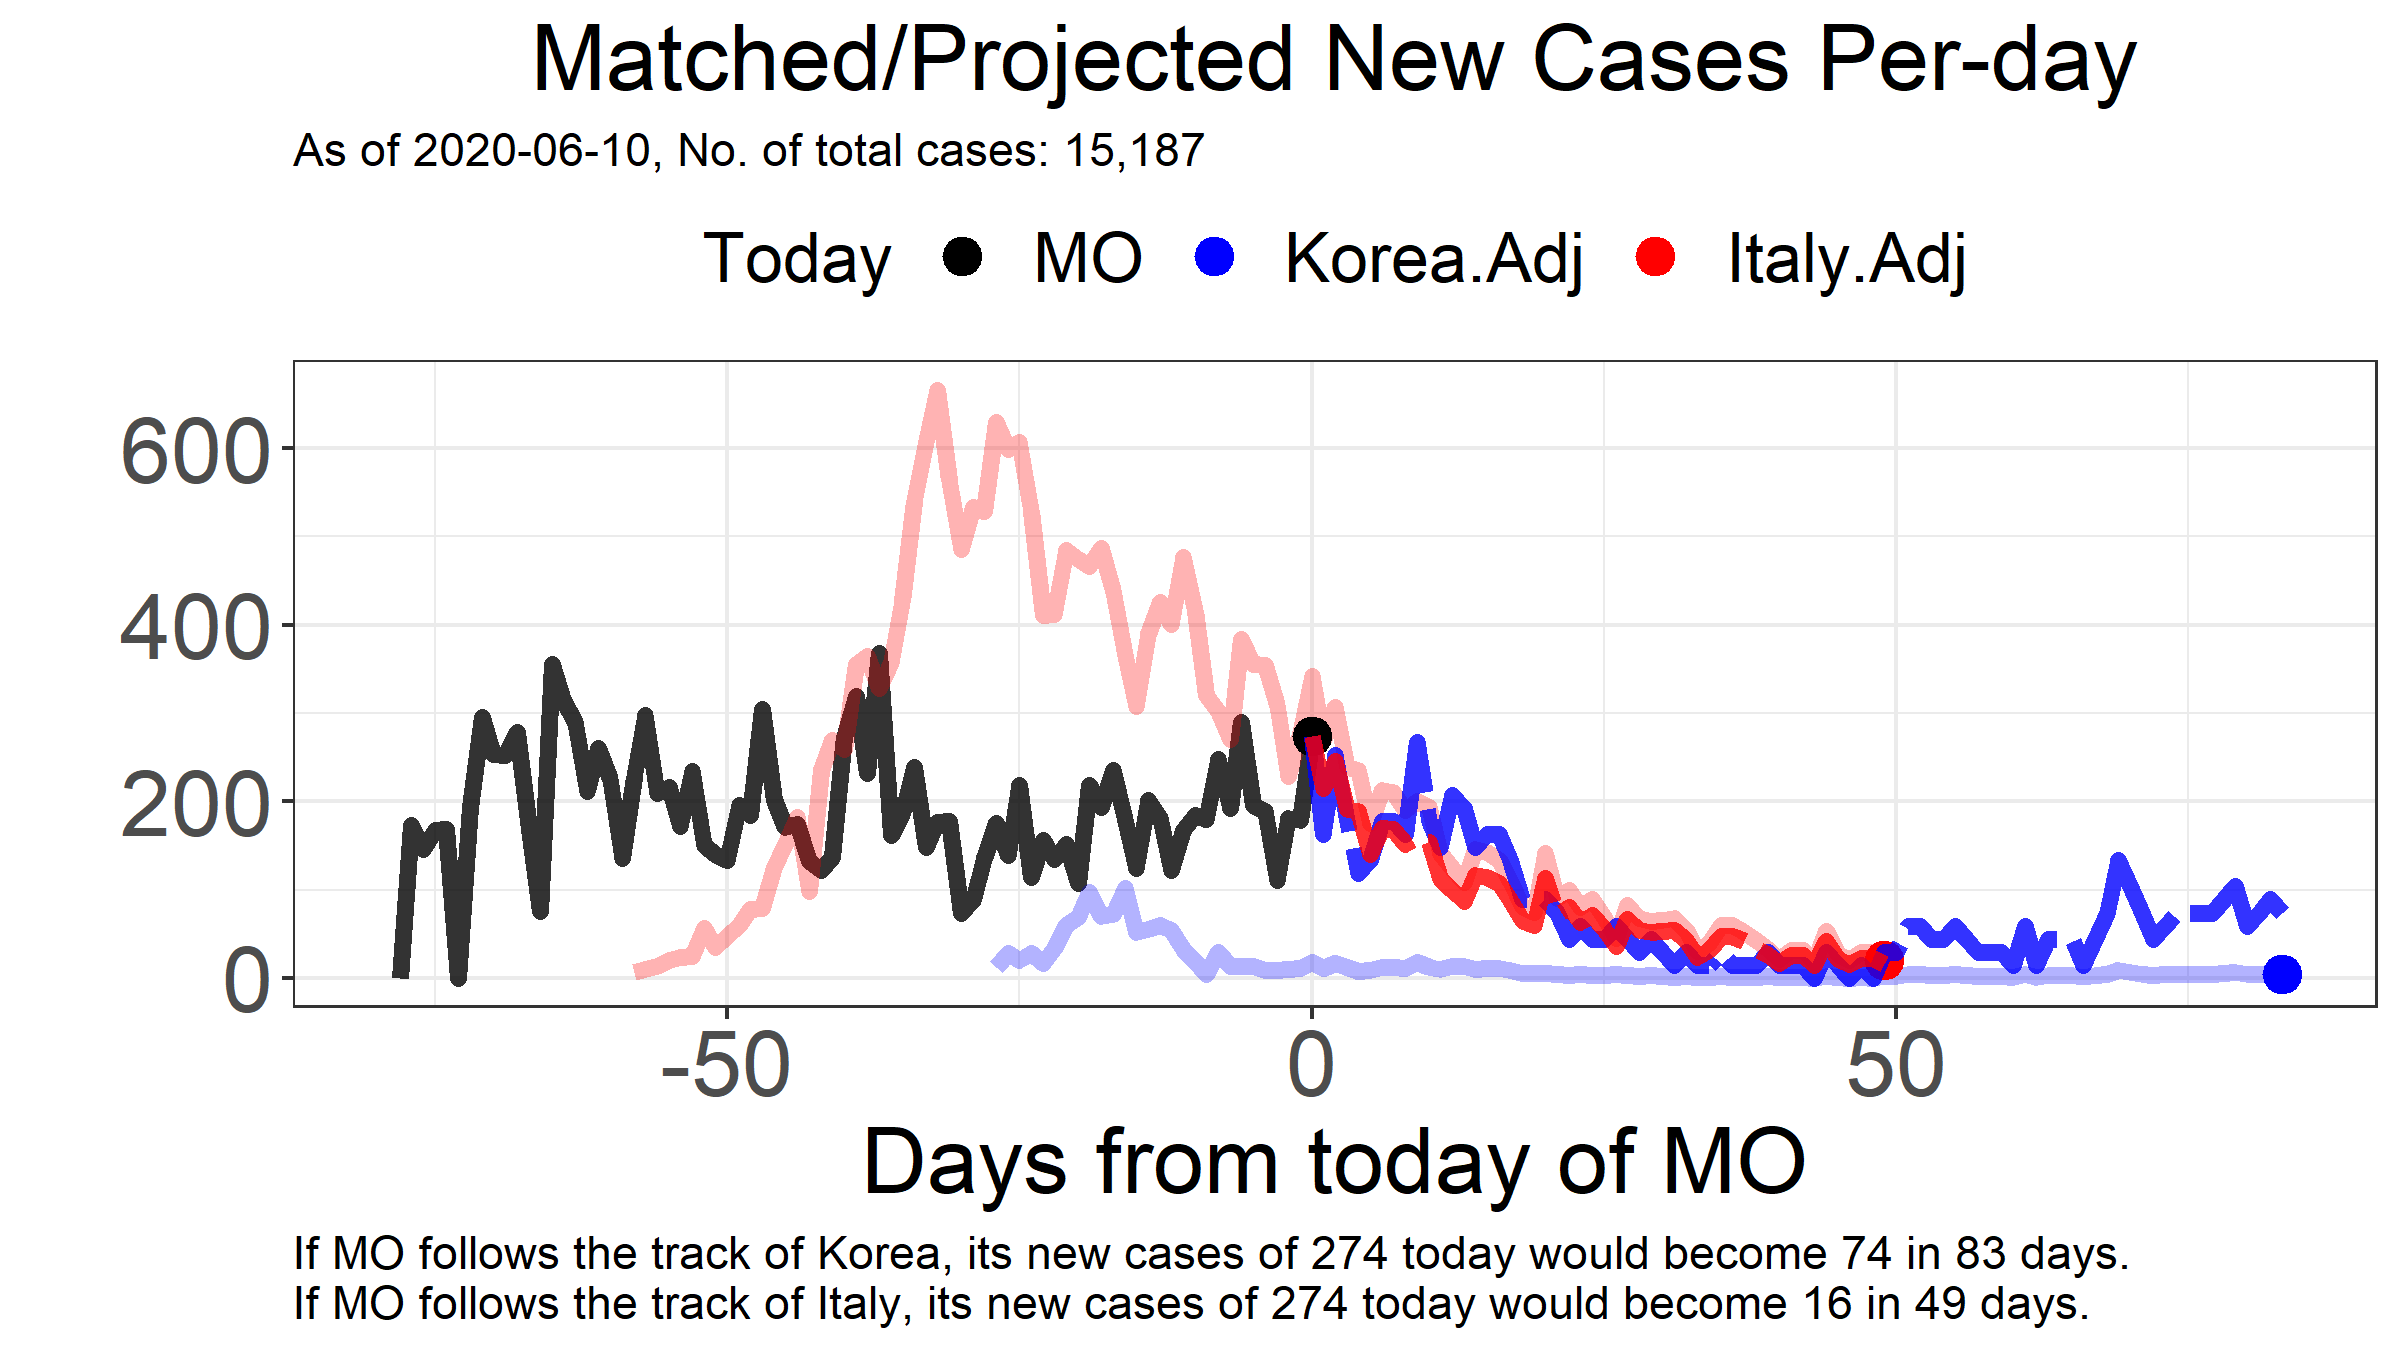 Matched/Projected New Cases Per-day
As of 2020-06-10, No. of total cases: 15,187
Today MO Korea.Adj Italy.Adj
600
400
200
0
-50 0 50
Days from today of MO
If MO follows the track of Korea, its new cases of 274 today would become 74 in 83 days.
If MO follows the track of Italy, its new cases of 274 today would become 16 in 49 days.